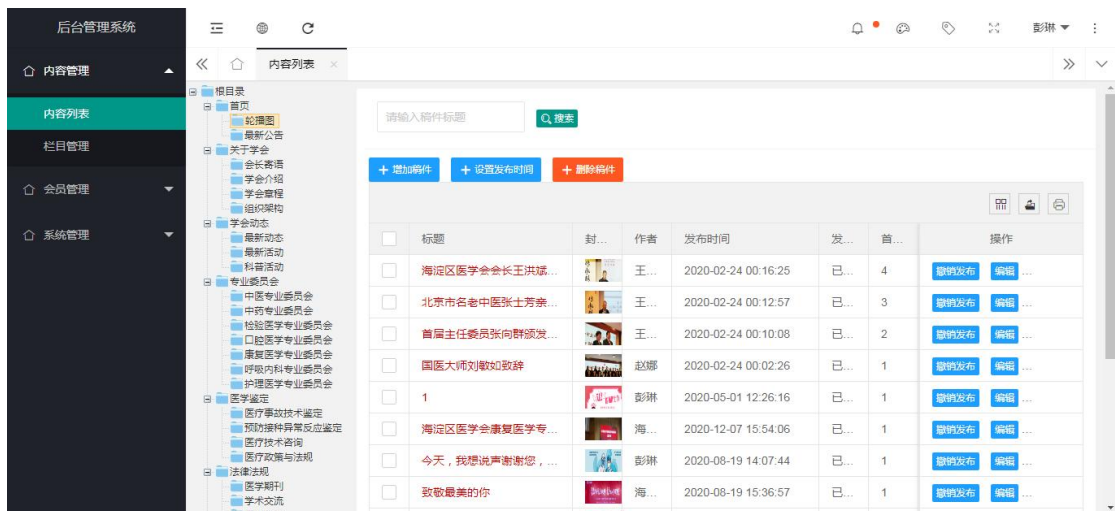 后台管理系统
彭琳
内容管理
内容列表
栏目管理
会员管理
系统管理
内容列表
根目录
首页
轮播图
最新公告
关于学会
会长寄语
学会介绍
学会章程
组织架构
学会动态
最新动态
最新活动
科普活动
专业委员会
中医专业委员会
中药专业委员会
检验医学专业委员会
口腔医学专业委员会
康复医学专业委员会
呼吸内科专业委员会
护理医学专业委员会
医学鉴定
医疗事故技术鉴定
预防接种异常反应鉴定
医疗技术咨询
医疗政策与法规
法律法规
医学期刊
学术交流
请输入稿件标题 搜索
增加稿件 设置发布时间 删除稿件
标题 封... 作者 发布时间 发... 首... 操作
海淀区医学会会长王洪斌... 王... 2020-02-24 00:16:25 已... 4 撤销发布 编辑 ...
北京市名老中医张士芳亲... 王... 2020-02-24 00:12:57 已... 3 撤销发布 编辑 ...
首届主任委员张向群颁发... 王... 2020-02-24 00:10:08 已... 2 撤销发布 编辑 ...
国医大师刘敏如致辞 赵娜 2020-02-24 00:02:26 已... 1 撤销发布 编辑 ...
1 彭琳 2020-05-01 12:26:16 已... 1 撤销发布 编辑 ...
海淀区医学会康复医学专... 海... 2020-12-07 15:54:06 已... 1 撤销发布 编辑 ...
今天，我想说声谢谢您，... 彭琳 2020-08-19 14:07:44 已... 1 撤销发布 编辑 ...
致敬最美的你 海... 2020-08-19 15:36:57 已... 1 撤销发布 编辑 ...